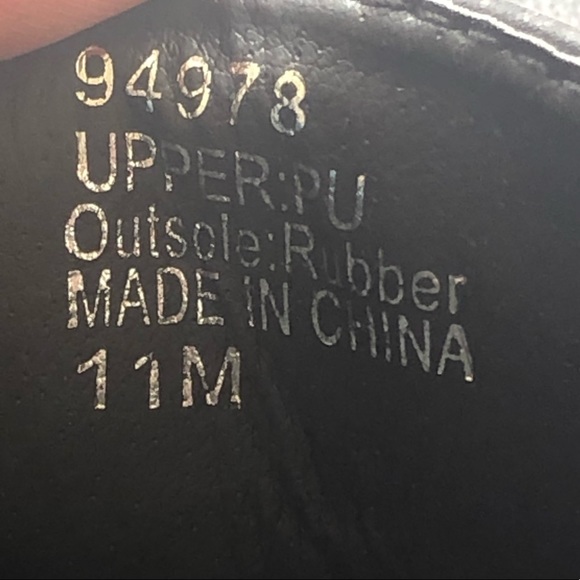 94978
UPPER:PU
Outsole:Rubber
MADE IN CHINA
11M